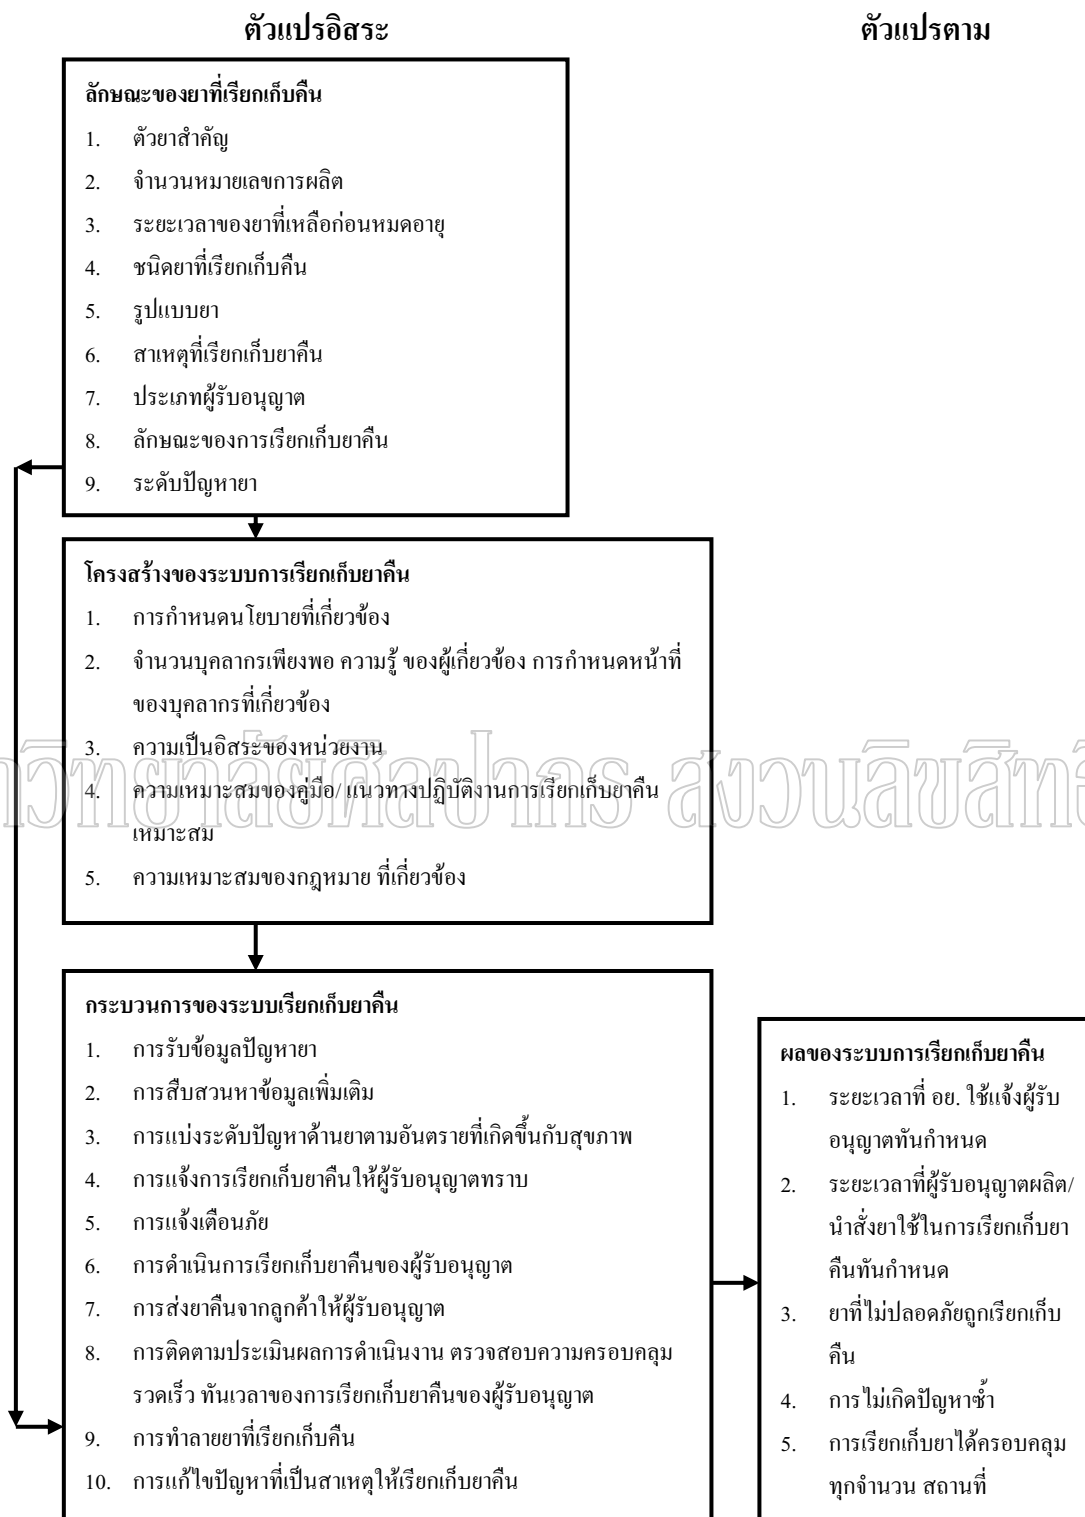 ตัวแปรอิสระ
ตัวแปรตาม
ลักษณะของยาที่เรียกเก็บคืน
1. ตัวยาสำคัญ
2. จำนวนหมายเลขการผลิต
3. ระยะเวลาของยาที่เหลือก่อนหมดอายุ
4. ชนิดยาที่เรียกเก็บคืน
5. รูปแบบยา
6. สาเหตุที่เรียกเก็บยาคืน
7. ประเภทผู้รับอนุญาต
8. ลักษณะของการเรียกเก็บยาคืน
9. ระดับปัญหายา
โครงสร้างของระบบการเรียกเก็บยาคืน
1. การกำหนดนโยบายที่เกี่ยวข้อง
2. จำนวนบุคลากรเพียงพอ ความรู้ ของผู้เกี่ยวข้อง การกำหนดหน้าที่
ของบุคลากรที่เกี่ยวข้อง
3. ความเป็นอิสระของหน่วยงาน
4. ความเหมาะสมของคู่มือ/ แนวทางปฏิบัติงานการเรียกเก็บยาคืน
เหมาะสม
5. ความเหมาะสมของกฎหมาย ที่เกี่ยวข้อง
มหาวิทยาลัยศิลปากร สงวนลิขสิทธิ์
กระบวนการของระบบเรียกเก็บยาคืน
1. การรับข้อมูลปัญหายา
2. การสืบสวนหาข้อมูลเพิ่มเติม
3. การแบ่งระดับปัญหาด้านยาตามอันตรายที่เกิดขึ้นกับสุขภาพ
4. การแจ้งการเรียกเก็บยาคืนให้ผู้รับอนุญาตทราบ
5. การแจ้งเตือนภัย
6. การดำเนินการเรียกเก็บยาคืนของผู้รับอนุญาต
7. การส่งยาคืนจากลูกค้าให้ผู้รับอนุญาต
8. การติดตามประเมินผลการดำเนินงาน ตรวจสอบความครอบคลุม
รวดเร็ว ทันเวลาของการเรียกเก็บยาคืนของผู้รับอนุญาต
9. การทำลายยาที่เรียกเก็บคืน
10. การแก้ไขปัญหาที่เป็นสาเหตุให้เรียกเก็บยาคืน
ผลของระบบการเรียกเก็บยาคืน
1. ระยะเวลาที่ อย. ใช้แจ้งผู้รับ
อนุญาตทันกำหนด
2. ระยะเวลาที่ผู้รับอนุญาตผลิต/
นำสั่งยาใช้ในการเรียกเก็บยา
คืนทันกำหนด
3. ยาที่ไม่ปลอดภัยถูกเรียกเก็บ
คืน
4. การไม่เกิดปัญหาซ้ำ
5. การเรียกเก็บยาได้ครอบคลุม
ทุกจำนวน สถานที่